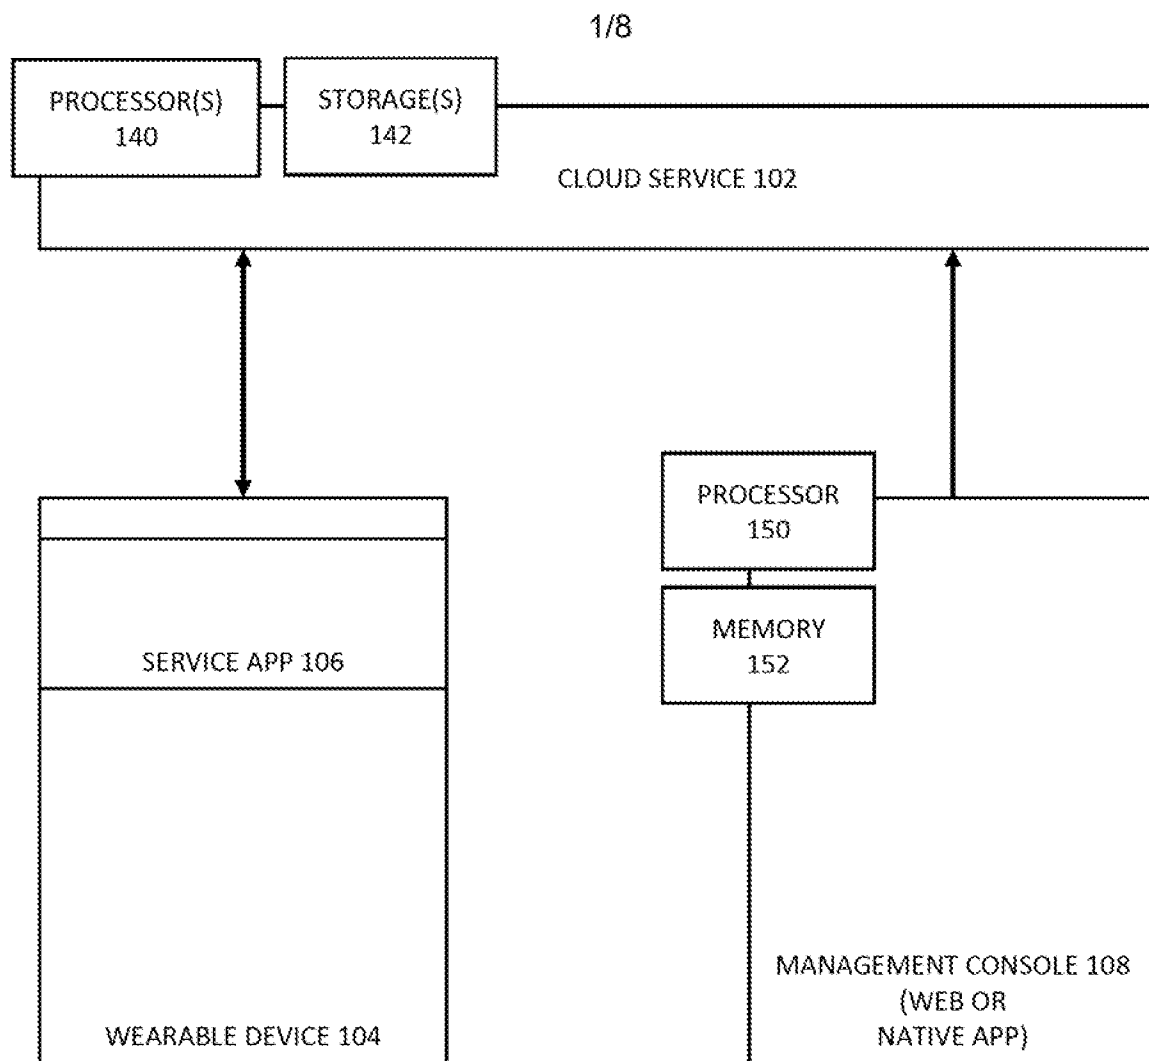 1/8
PROCESSOR(S)
140
STORAGE(S)
142
CLOUD SERVICE 102
PROCESSOR
150
MEMORY
152
SERVICE APP 106
MANAGEMENT CONSOLE 108
(WEB OR
NATIVE APP)
WEARABLE DEVICE 104